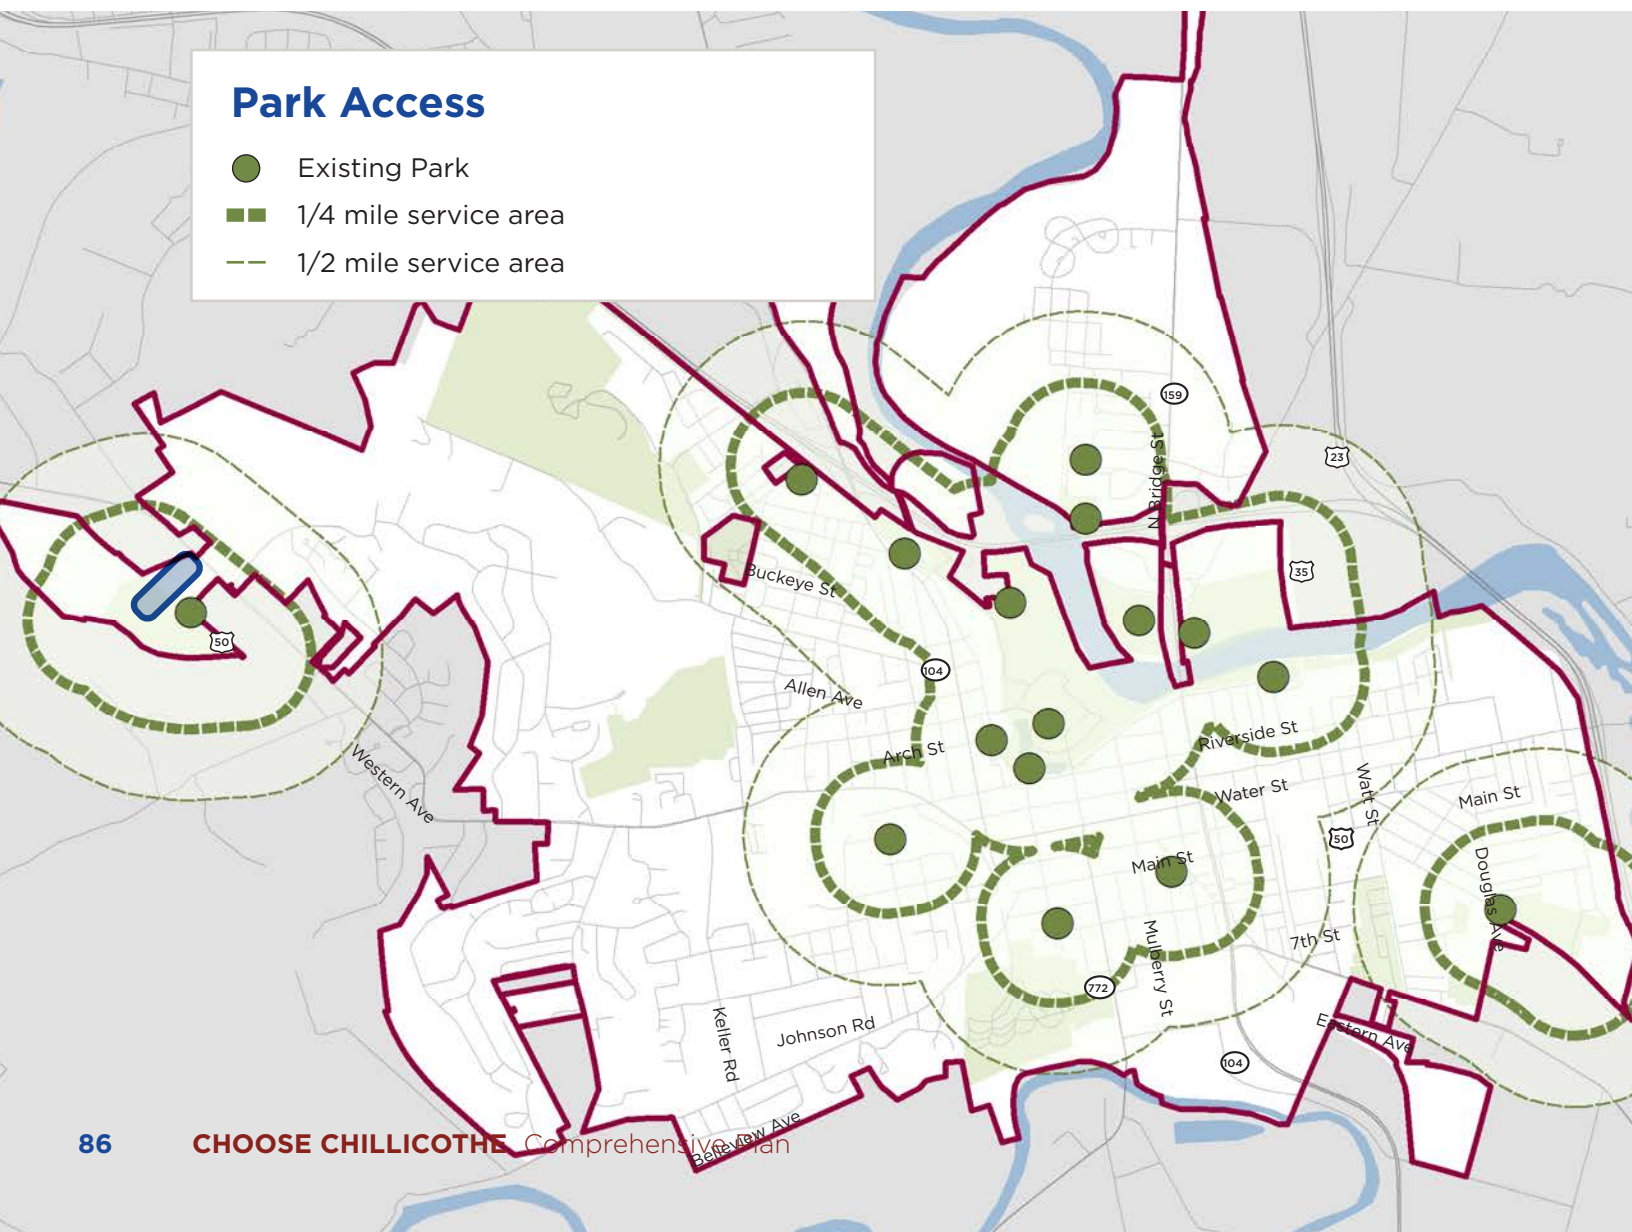 Park Access
Existing Park
1/4 mile service area
1/2 mile service area
159
23
N Bridge St
35
Buckeye St
50
104
Allen Ave
Arch St
Riverside St
Western Ave
Water St
Watt St
Main St
50
Main St
Douglas Ave
Mulberry St
7th St
772
Keller Rd
Johnson Rd
Eastern Ave
104
Belleview Ave
86 CHOOSE CHILLICOTHE Comprehensive Plan